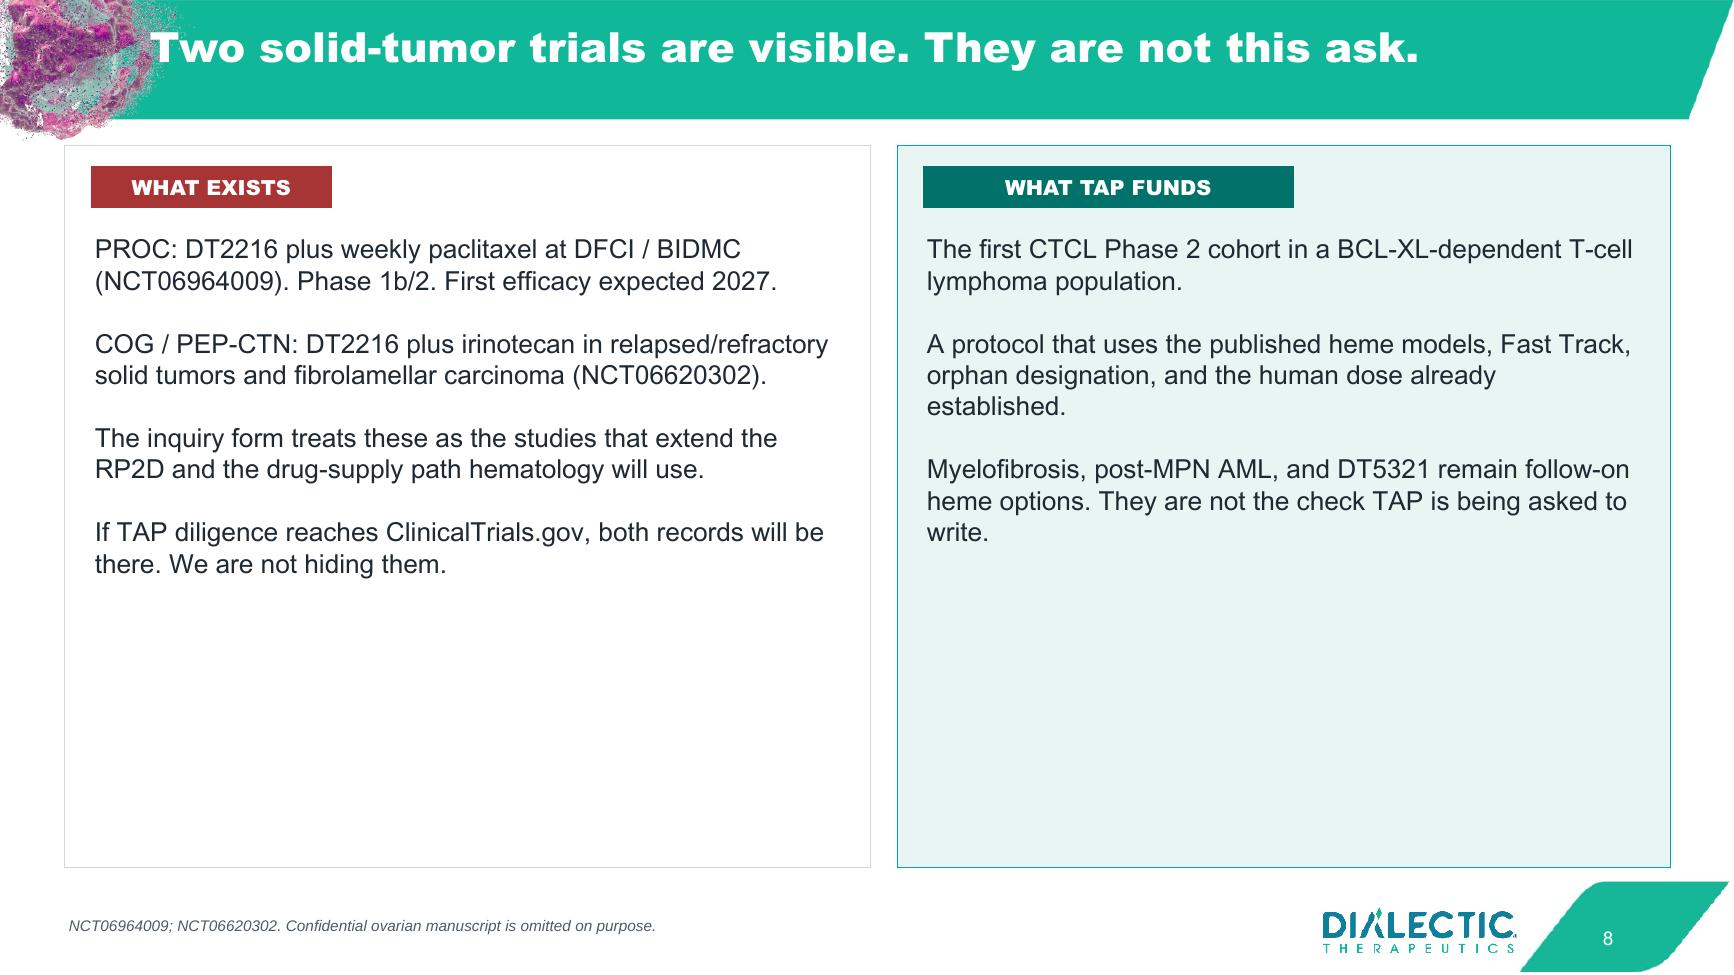 Two solid-tumor trials are visible. They are not this ask.
WHAT EXISTS
PROC: DT2216 plus weekly paclitaxel at DFCI / BIDMC
(NCT06964009). Phase 1b/2. First efficacy expected 2027.
COG / PEP-CTN: DT2216 plus irinotecan in relapsed/refractory
solid tumors and fibrolamellar carcinoma (NCT06620302).
The inquiry form treats these as the studies that extend the
RP2D and the drug-supply path hematology will use.
If TAP diligence reaches ClinicalTrials.gov, both records will be
there. We are not hiding them.
WHAT TAP FUNDS
The first CTCL Phase 2 cohort in a BCL-XL-dependent T-cell
lymphoma population.
A protocol that uses the published heme models, Fast Track,
orphan designation, and the human dose already
established.
Myelofibrosis, post-MPN AML, and DT5321 remain follow-on
heme options. They are not the check TAP is being asked to
write.
NCT06964009; NCT06620302. Confidential ovarian manuscript is omitted on purpose.
DIALECTIC
THERAPEUTICS
8